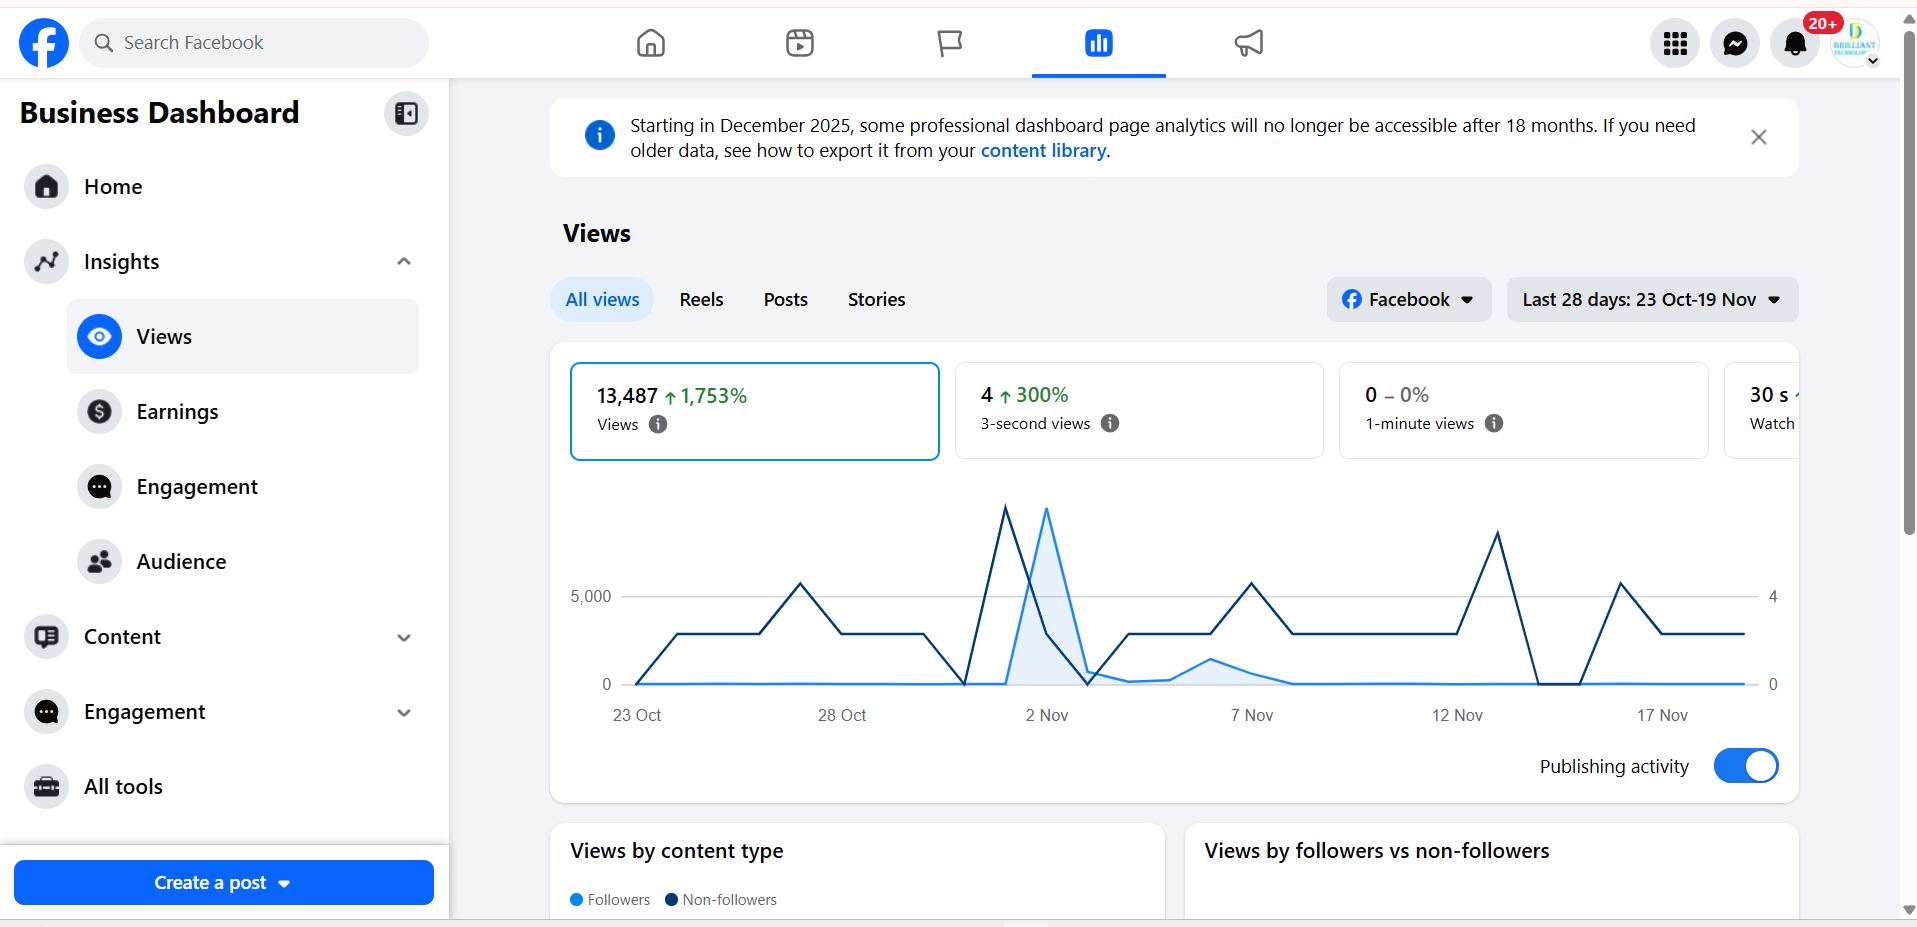 Search Facebook
20+
BRILLIANT
Business Dashboard
Home
Insights
Views
Earnings
Engagement
Audience
Content
Engagement
All tools
Create a post
Starting in December 2025, some professional dashboard page analytics will no longer be accessible after 18 months. If you need
older data, see how to export it from your content library.
Views
All views Reels Posts Stories
Facebook Last 28 days: 23 Oct-19 Nov
13,487 1,753%
Views
4 300%
3-second views
0 – 0%
1-minute views
30 s
Watch
5,000 4
0 0
23 Oct 28 Oct 2 Nov 7 Nov 12 Nov 17 Nov
Publishing activity
Views by content type
Followers Non-followers
Views by followers vs non-followers